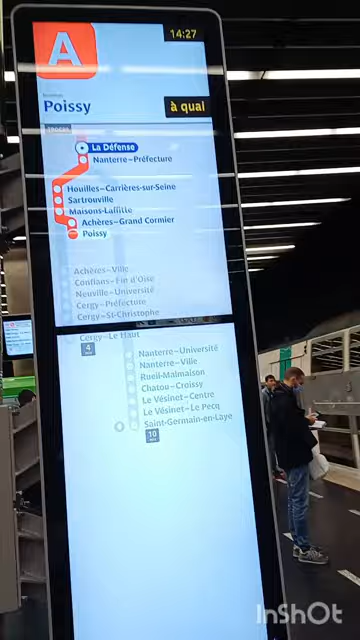 14:27
A
Poissy
à quai
La Défense
Nanterre–Préfecture
Houilles–Carrières-sur-Seine
Sartrouville
Maisons-Laffitte
Achères–Grand Cormier
Poissy
Achères–Ville
Conflans–Fin d'Oise
Neuville–Université
Cergy–Préfecture
Cergy–St-Christophe
Cergy–Le Haut
4
Nanterre–Université
Nanterre–Ville
Rueil-Malmaison
Chatou–Croissy
Le Vésinet–Centre
Le Vésinet–Le Pecq
Saint-Germain-en-Laye
10
InShOt